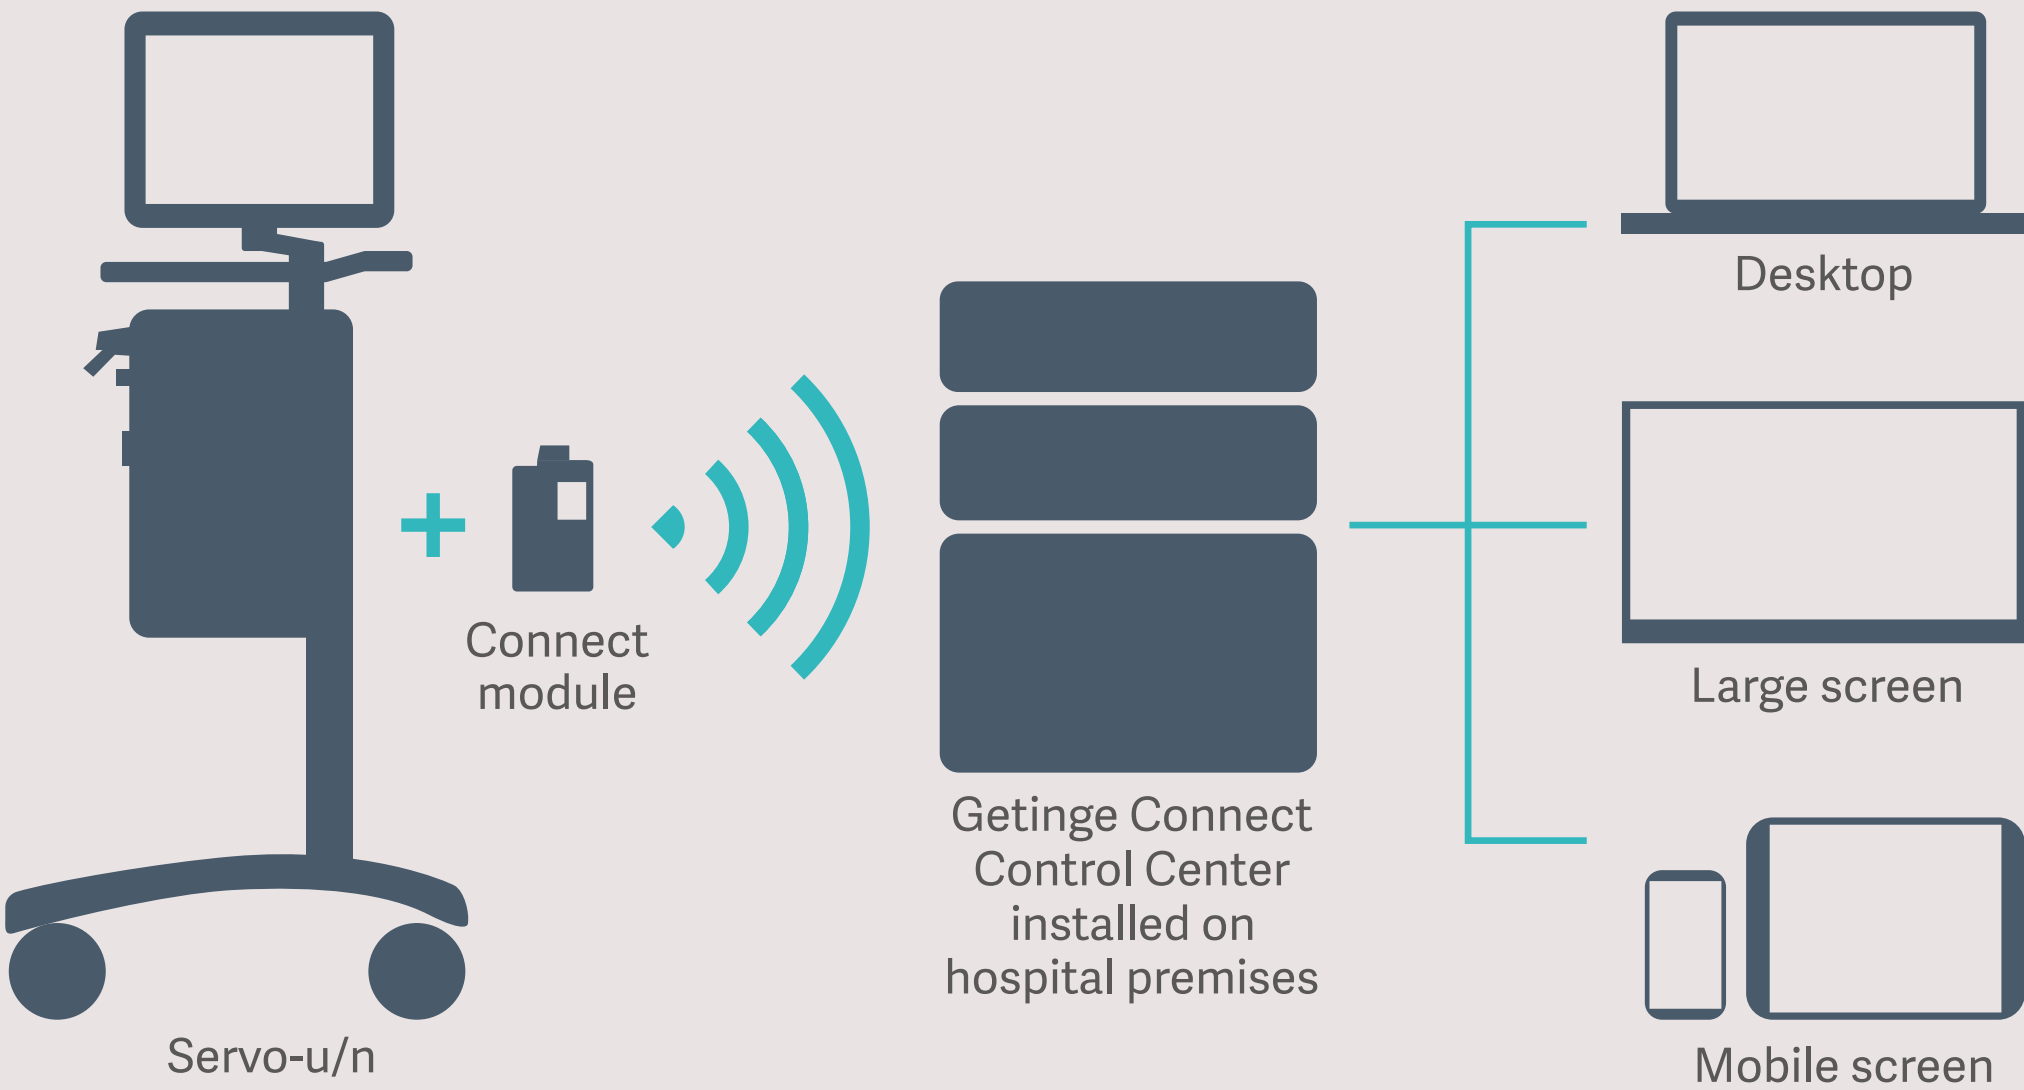 Servo-u/n
Connect
module
Getinge Connect
Control Center
installed on
hospital premises
Desktop
Large screen
Mobile screen